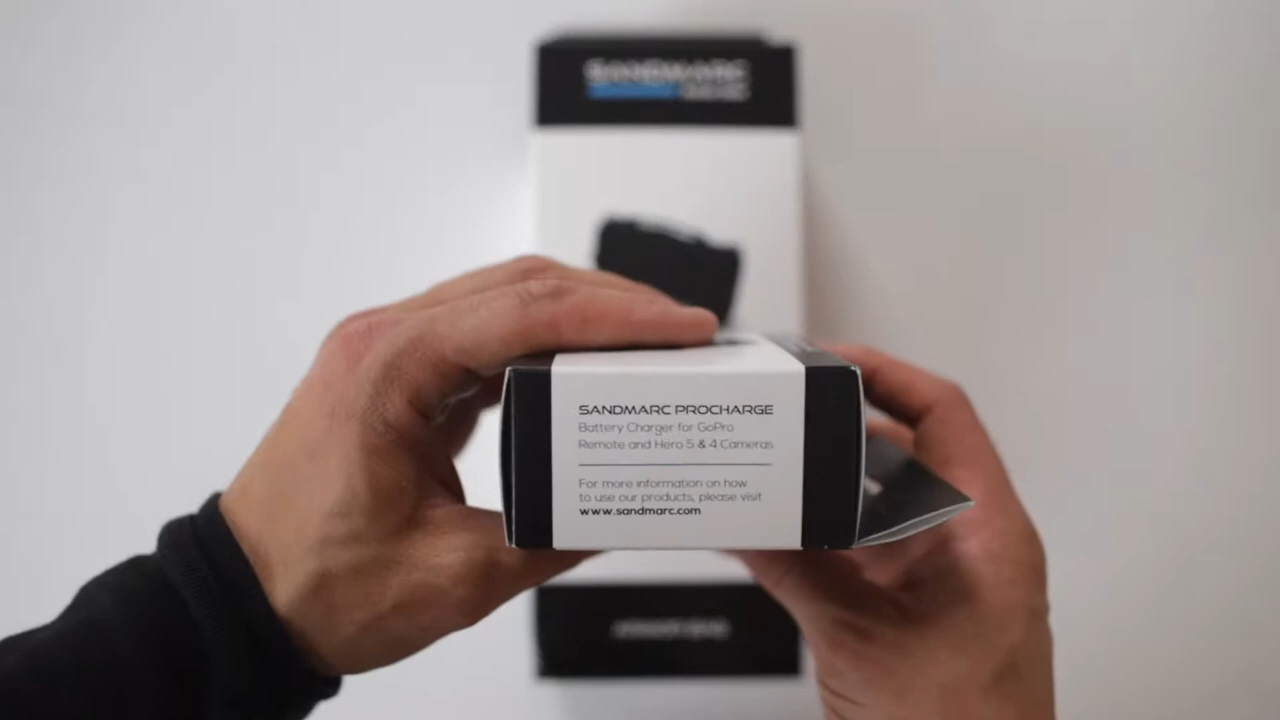 SANDMARC
SANDMARC PROCHARGE
Battery Charger for GoPro
Remote and Hero 5 & 4 Cameras
For more information on how
to use our products, please visit
www.sandmarc.com